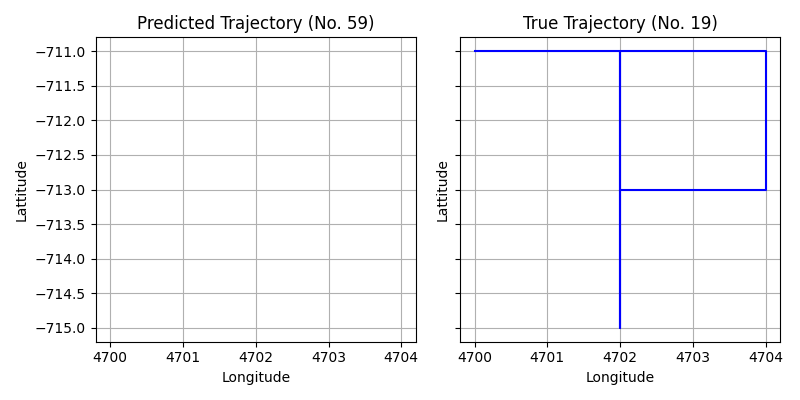 Predicted Trajectory (No. 59)
True Trajectory (No. 19)
−711.0
−711.5
−712.0
−712.5
−713.0
−713.5
−714.0
−714.5
−715.0
Lattitude
Lattitude
4700 4701 4702 4703 4704
4700 4701 4702 4703 4704
Longitude
Longitude